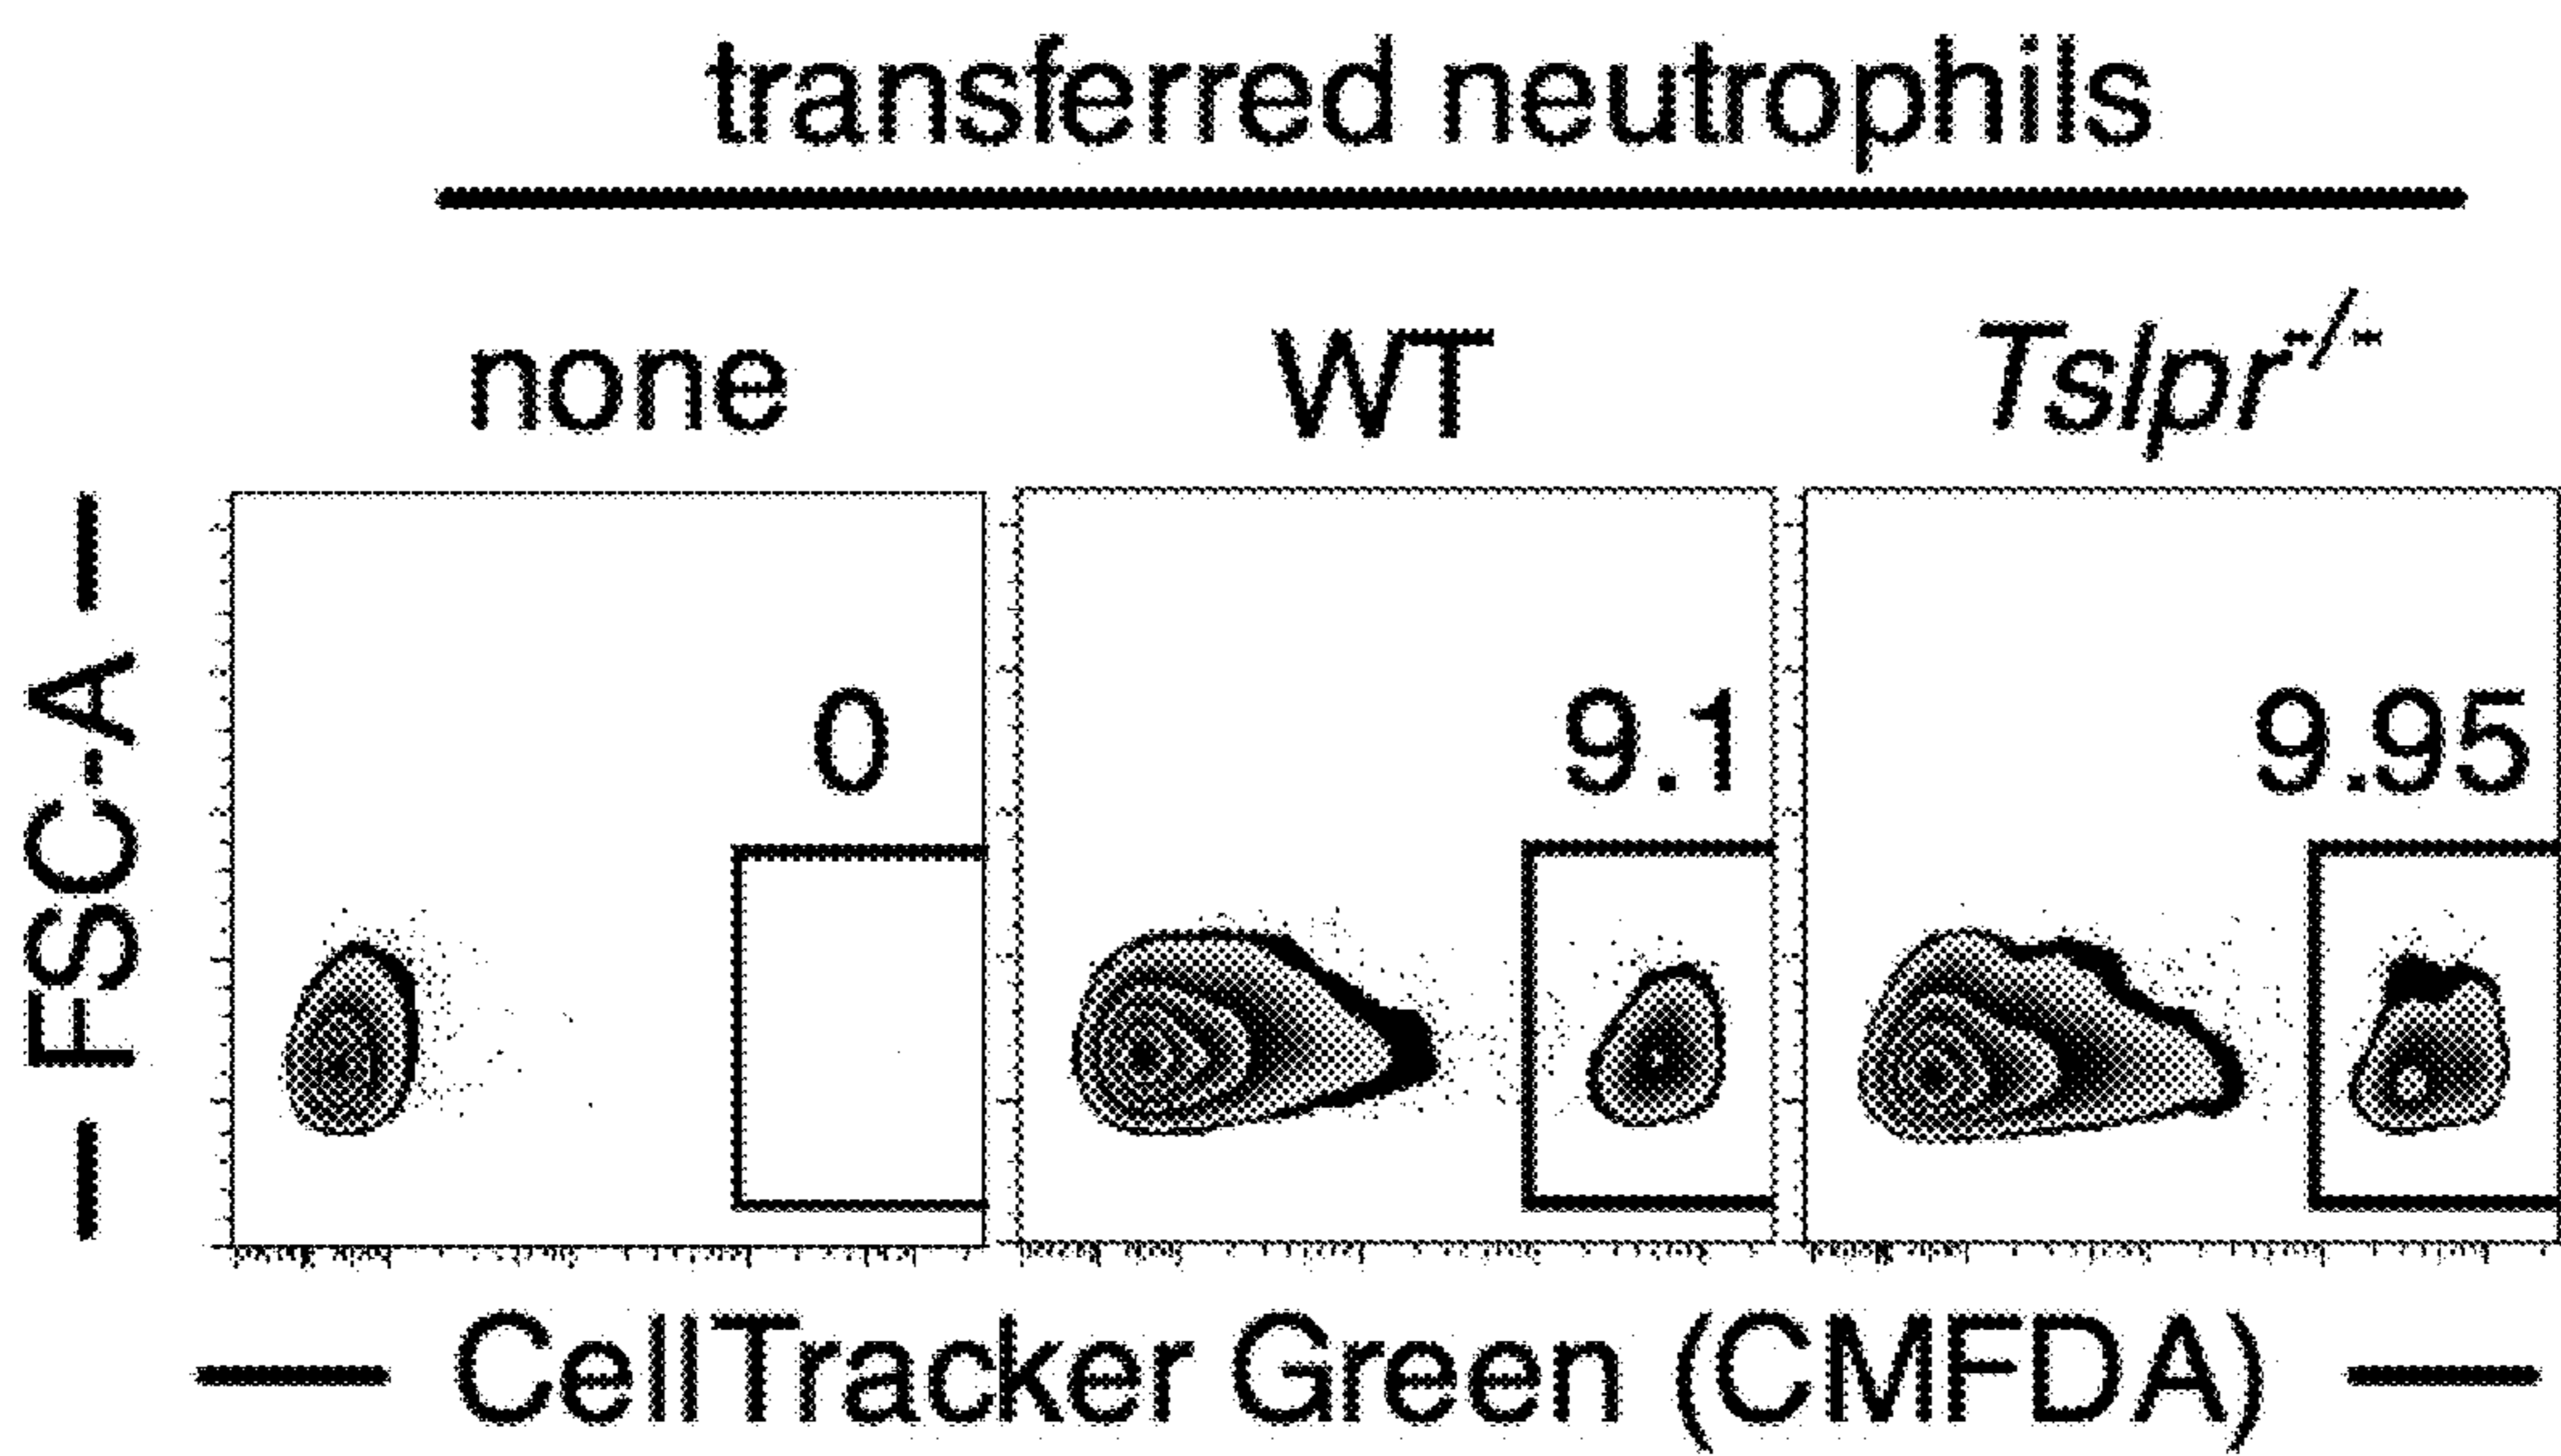 transferred neutrophils
none WT Tslpr-/-
0 9.1 9.95
FSC-A
CellTracker Green (CMFDA)